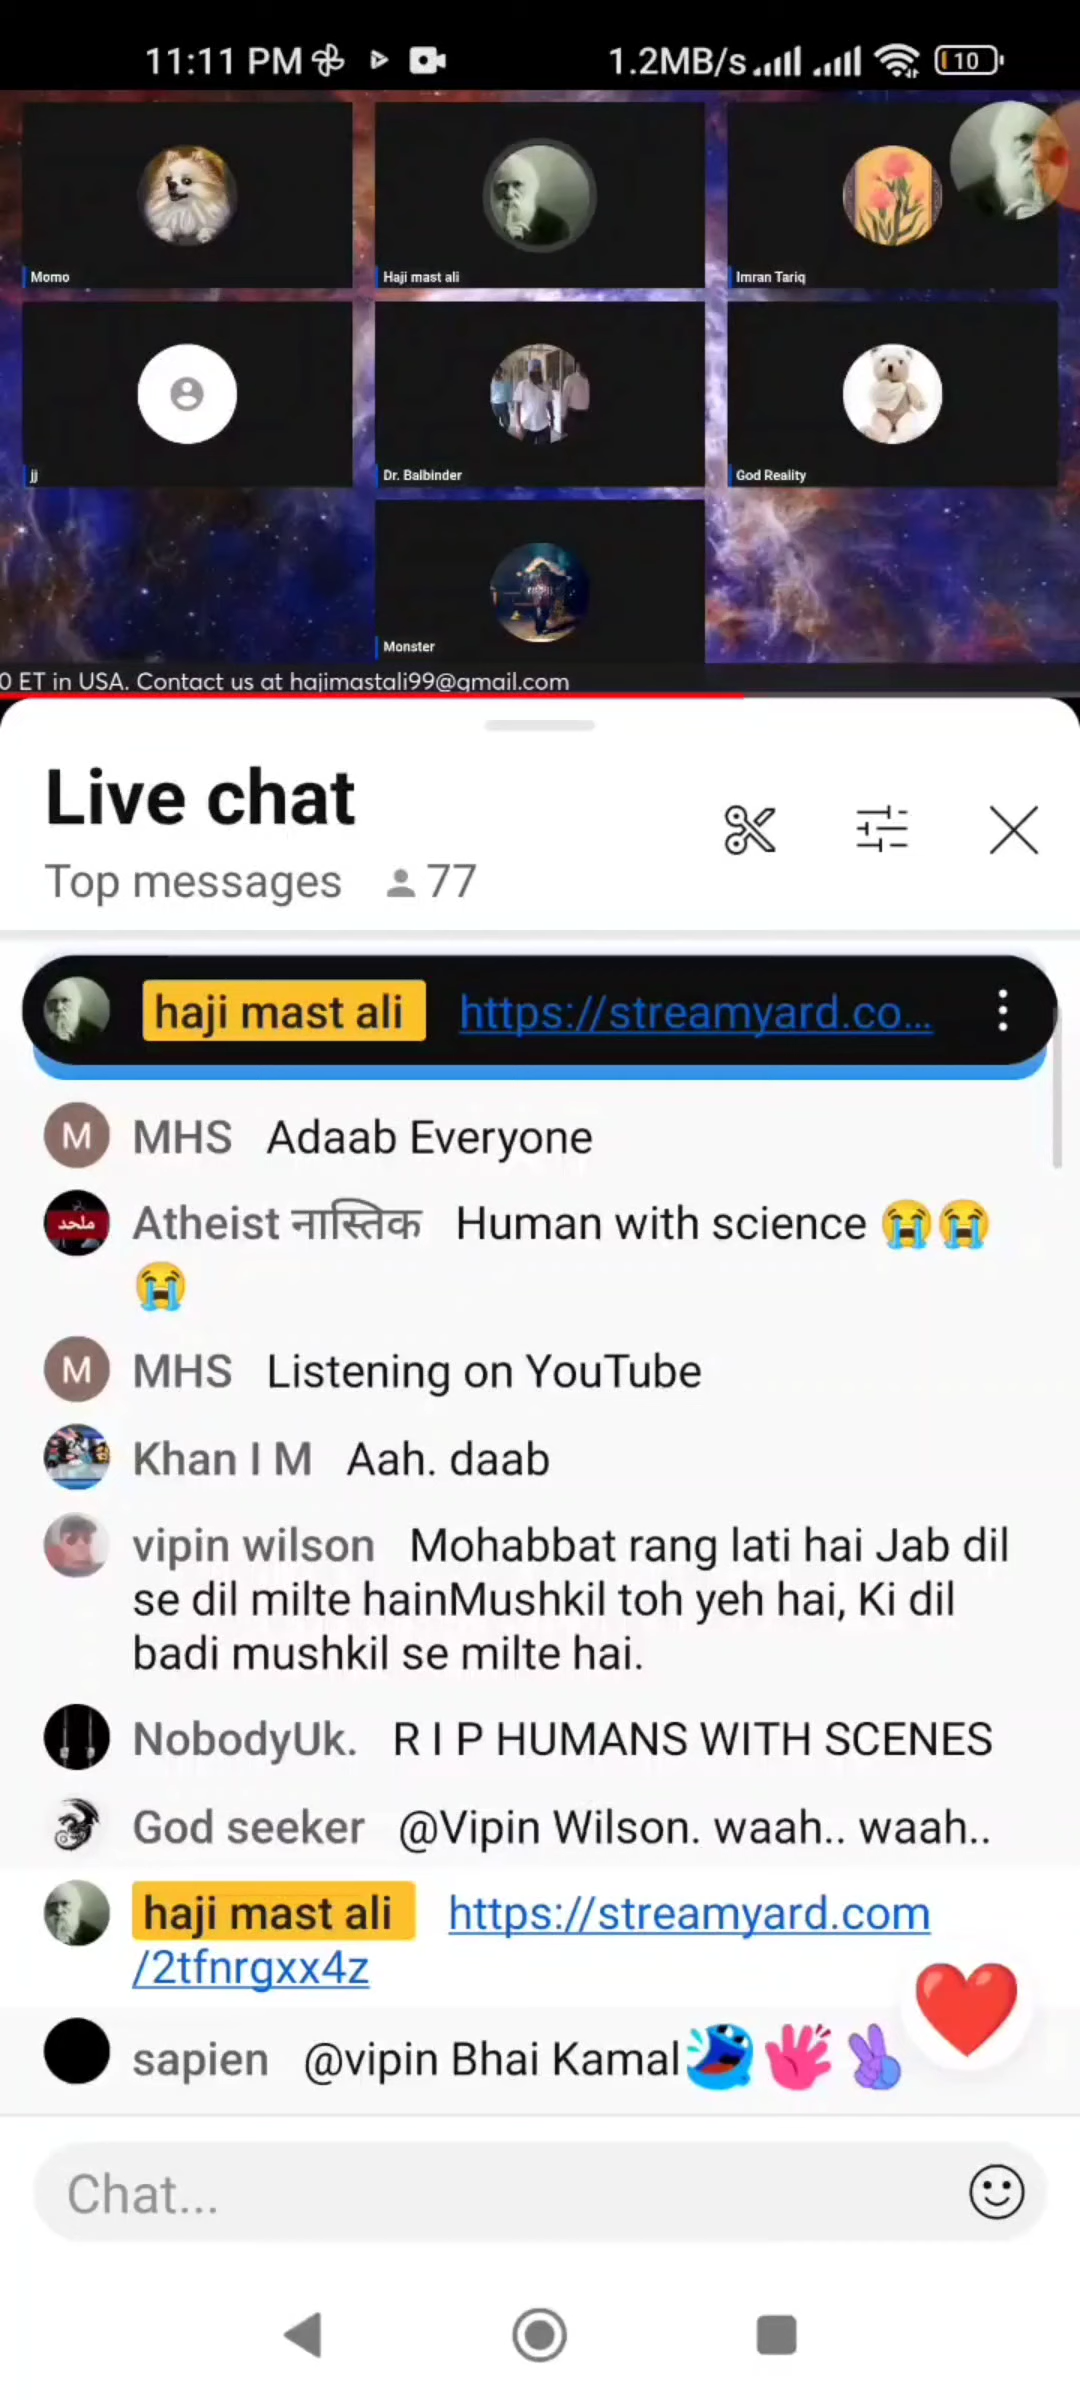 11:11 PM 1.2MB/s 10
Momo
Haji mast ali
Imran Tariq
jj
Dr. Balbinder
God Reality
Monster
0 ET in USA. Contact us at hajimastali99@gmail.com
Live chat
Top messages 77
haji mast ali https://streamyard.co...
M MHS Adaab Everyone
ملحد Atheist नास्तिक Human with science 😭😭
😭
M MHS Listening on YouTube
Khan I M Aah. daab
vipin wilson Mohabbat rang lati hai Jab dil
se dil milte hainMushkil toh yeh hai, Ki dil
badi mushkil se milte hai.
NobodyUk. R I P HUMANS WITH SCENES
God seeker @Vipin Wilson. waah.. waah..
haji mast ali https://streamyard.com
/2tfnrgxx4z
sapien @vipin Bhai Kamal
Chat...